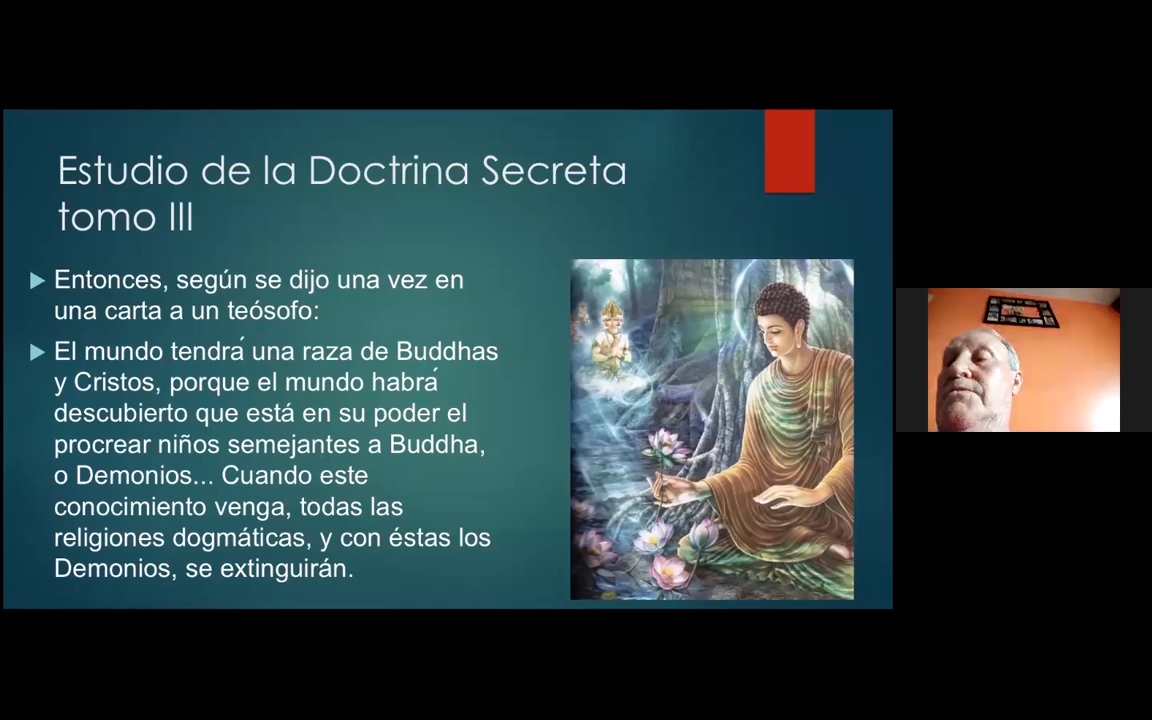 Estudio de la Doctrina Secreta
tomo III
Entonces, según se dijo una vez en
una carta a un teósofo:
El mundo tendrá una raza de Buddhas
y Cristos, porque el mundo habrá
descubierto que está en su poder el
procrear niños semejantes a Buddha,
o Demonios... Cuando este
conocimiento venga, todas las
religiones dogmáticas, y con éstas los
Demonios, se extinguirán.